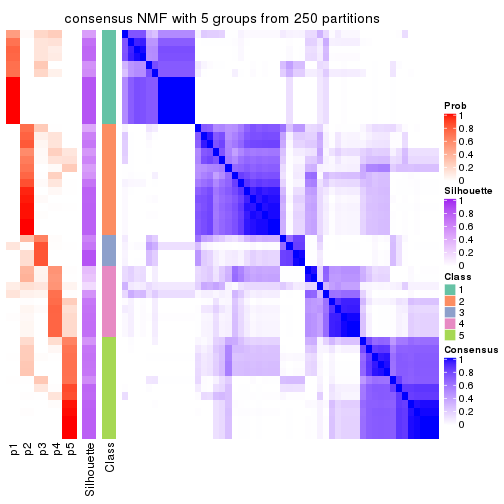 consensus NMF with 5 groups from 250 partitions
Prob
1
0.8
0.6
0.4
0.2
0
Silhouette
1
0.8
0.6
0.4
0.2
0
Class
1
2
3
4
5
Consensus
1
0.8
0.6
0.4
0.2
0
p1
p2
p3
p4
p5
Silhouette
Class